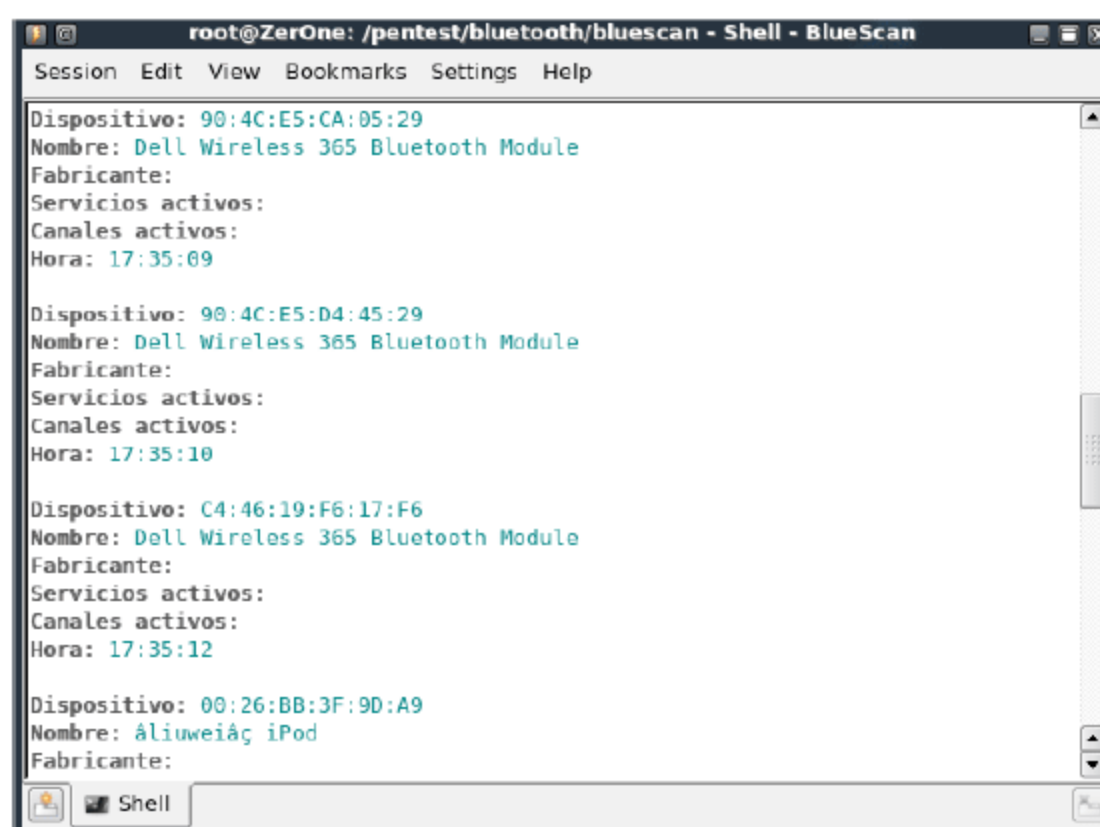 root@ZerOne: /pentest/bluetooth/bluescan - Shell - BlueScan
Session Edit View Bookmarks Settings Help
Dispositivo: 90:4C:E5:CA:05:29
Nombre: Dell Wireless 365 Bluetooth Module
Fabricante:
Servicios activos:
Canales activos:
Hora: 17:35:09
Dispositivo: 90:4C:E5:D4:45:29
Nombre: Dell Wireless 365 Bluetooth Module
Fabricante:
Servicios activos:
Canales activos:
Hora: 17:35:10
Dispositivo: C4:46:19:F6:17:F6
Nombre: Dell Wireless 365 Bluetooth Module
Fabricante:
Servicios activos:
Canales activos:
Hora: 17:35:12
Dispositivo: 00:26:BB:3F:9D:A9
Nombre: âliuweiâç iPod
Fabricante:
Shell